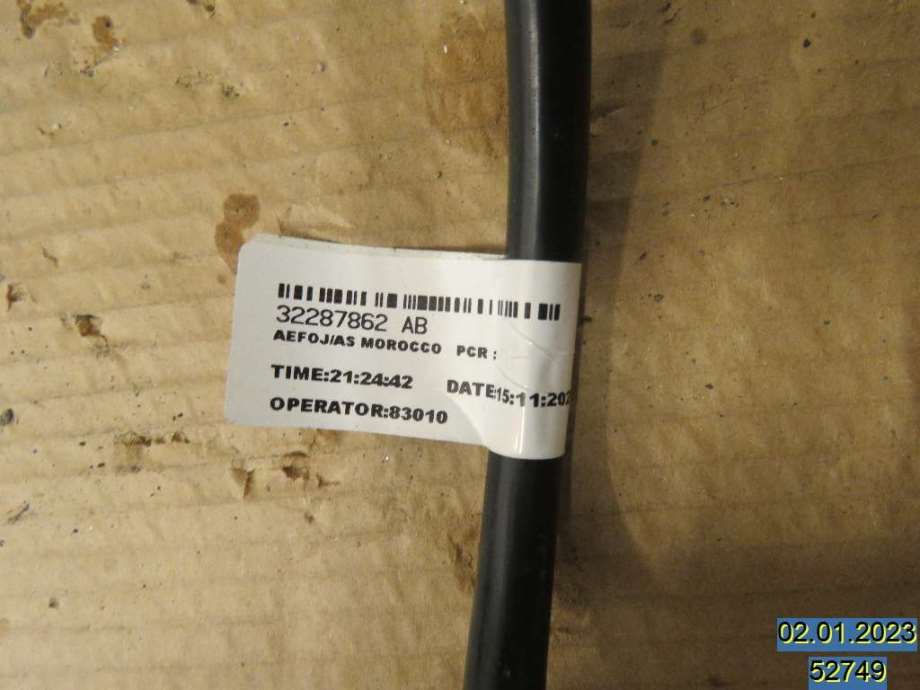 32287862 AB
AEFOJ/AS MOROCCO PCR :
TIME:21:24:42 DATE:15:11:202
OPERATOR:83010
02.01.2023
52749